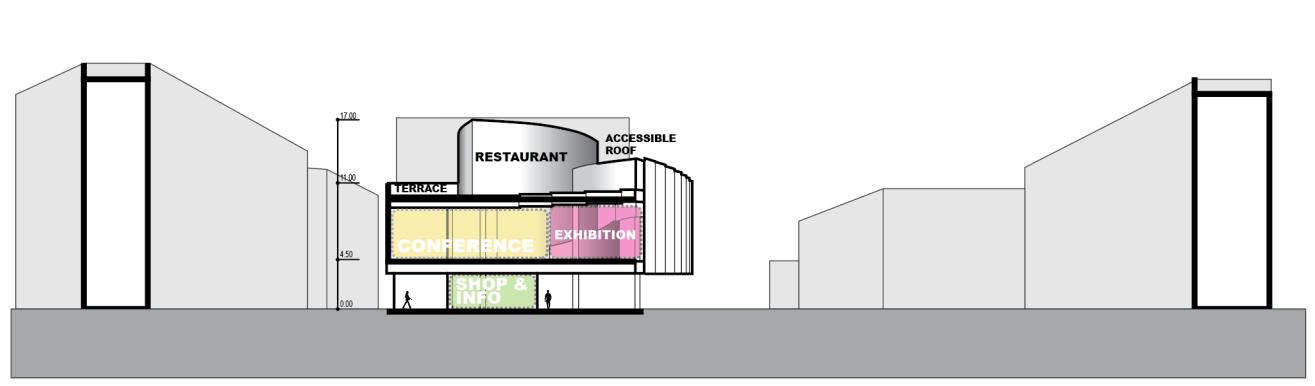 17.00
ACCESSIBLE
ROOF
RESTAURANT
11.00
TERRACE
CONFERENCE
EXHIBITION
4.50
SHOP &
INFO
0.00